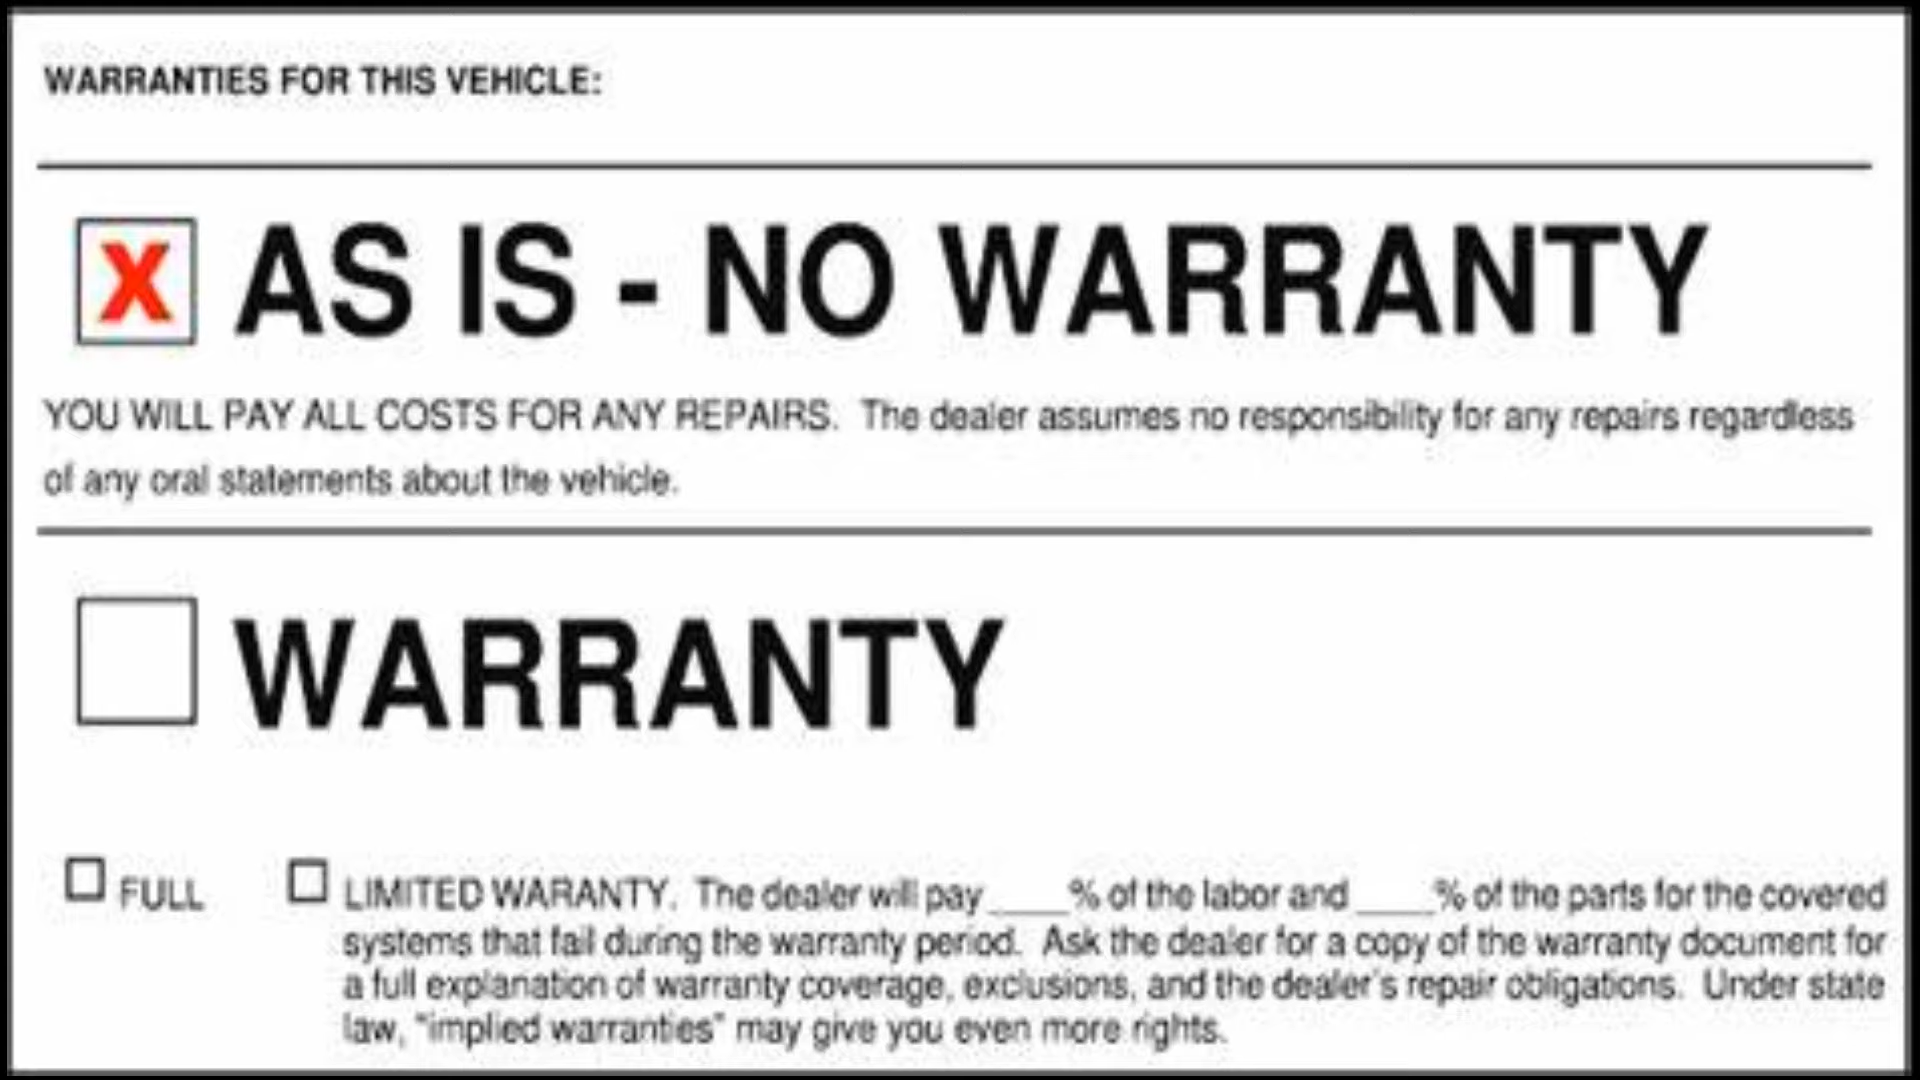 WARRANTIES FOR THIS VEHICLE:
X AS IS - NO WARRANTY
YOU WILL PAY ALL COSTS FOR ANY REPAIRS. The dealer assumes no responsibility for any repairs regardless
of any oral statements about the vehicle.
WARRANTY
FULL LIMITED WARANTY. The dealer will pay ____% of the labor and ____% of the parts for the covered
systems that fail during the warranty period. Ask the dealer for a copy of the warranty document for
a full explanation of warranty coverage, exclusions, and the dealer's repair obligations. Under state
law, "implied warranties" may give you even more rights.